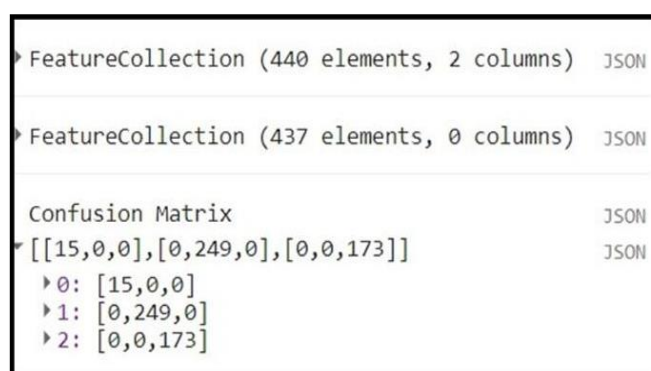 FeatureCollection (440 elements, 2 columns) JSON
FeatureCollection (437 elements, 0 columns) JSON
Confusion Matrix JSON
[[15,0,0],[0,249,0],[0,0,173]] JSON
0: [15,0,0]
1: [0,249,0]
2: [0,0,173]